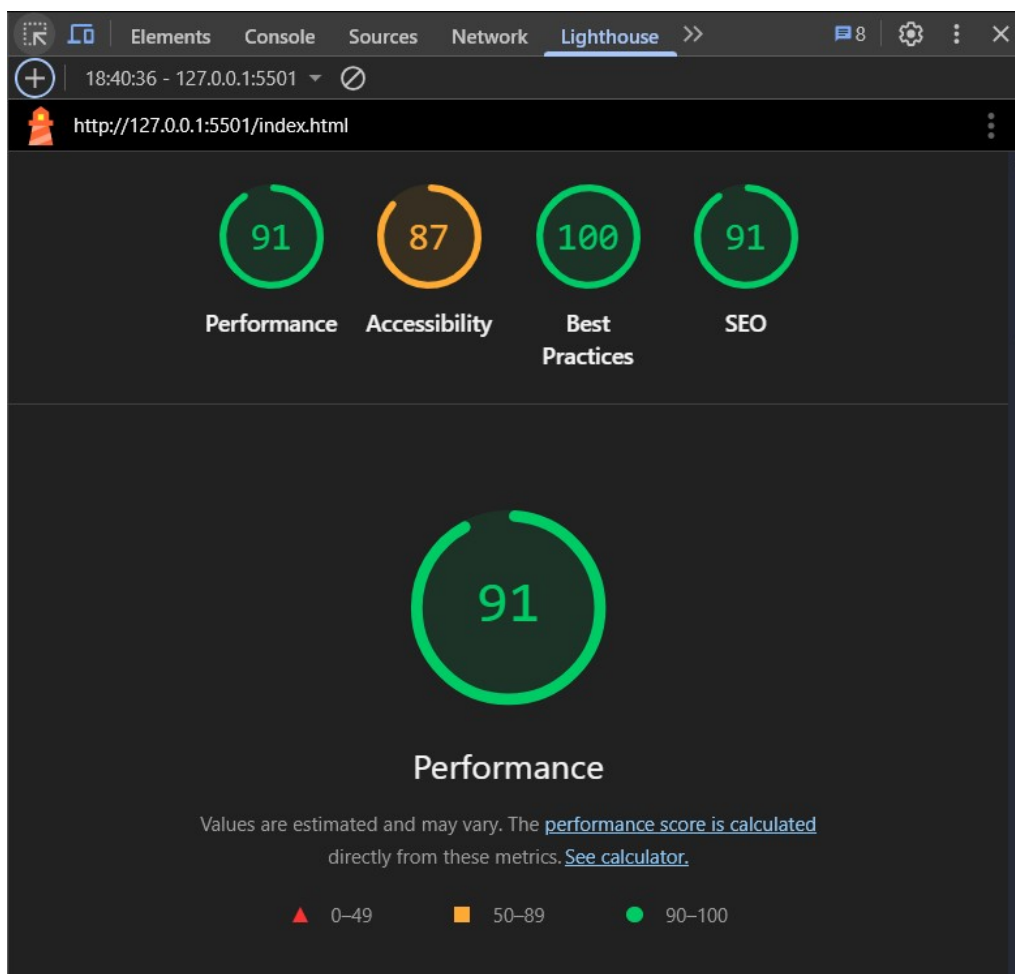 Elements Console Sources Network Lighthouse 8
18:40:36 - 127.0.0.1:5501
http://127.0.0.1:5501/index.html
91 87 100 91
Performance Accessibility Best Practices SEO
91
Performance
Values are estimated and may vary. The performance score is calculated
directly from these metrics. See calculator.
0–49 50–89 90–100